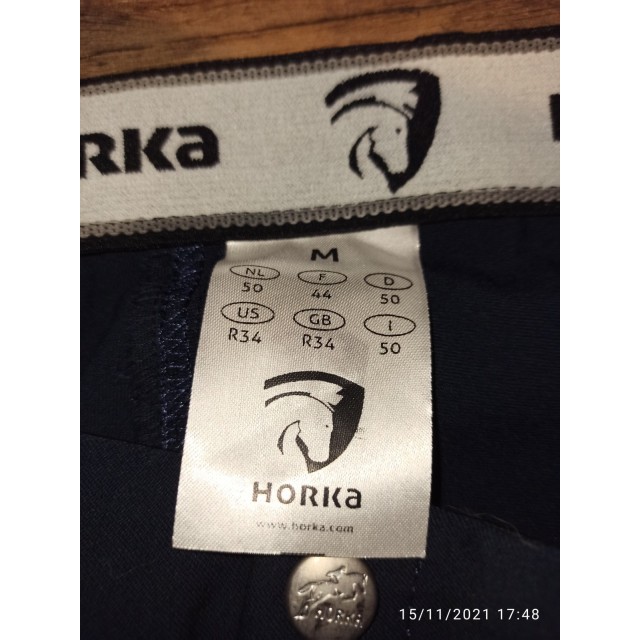 RKa
M
NL F D
50 44 50
US GB I
R34 R34 50
HORKa
www.horka.com
HORKA
15/11/2021 17:48